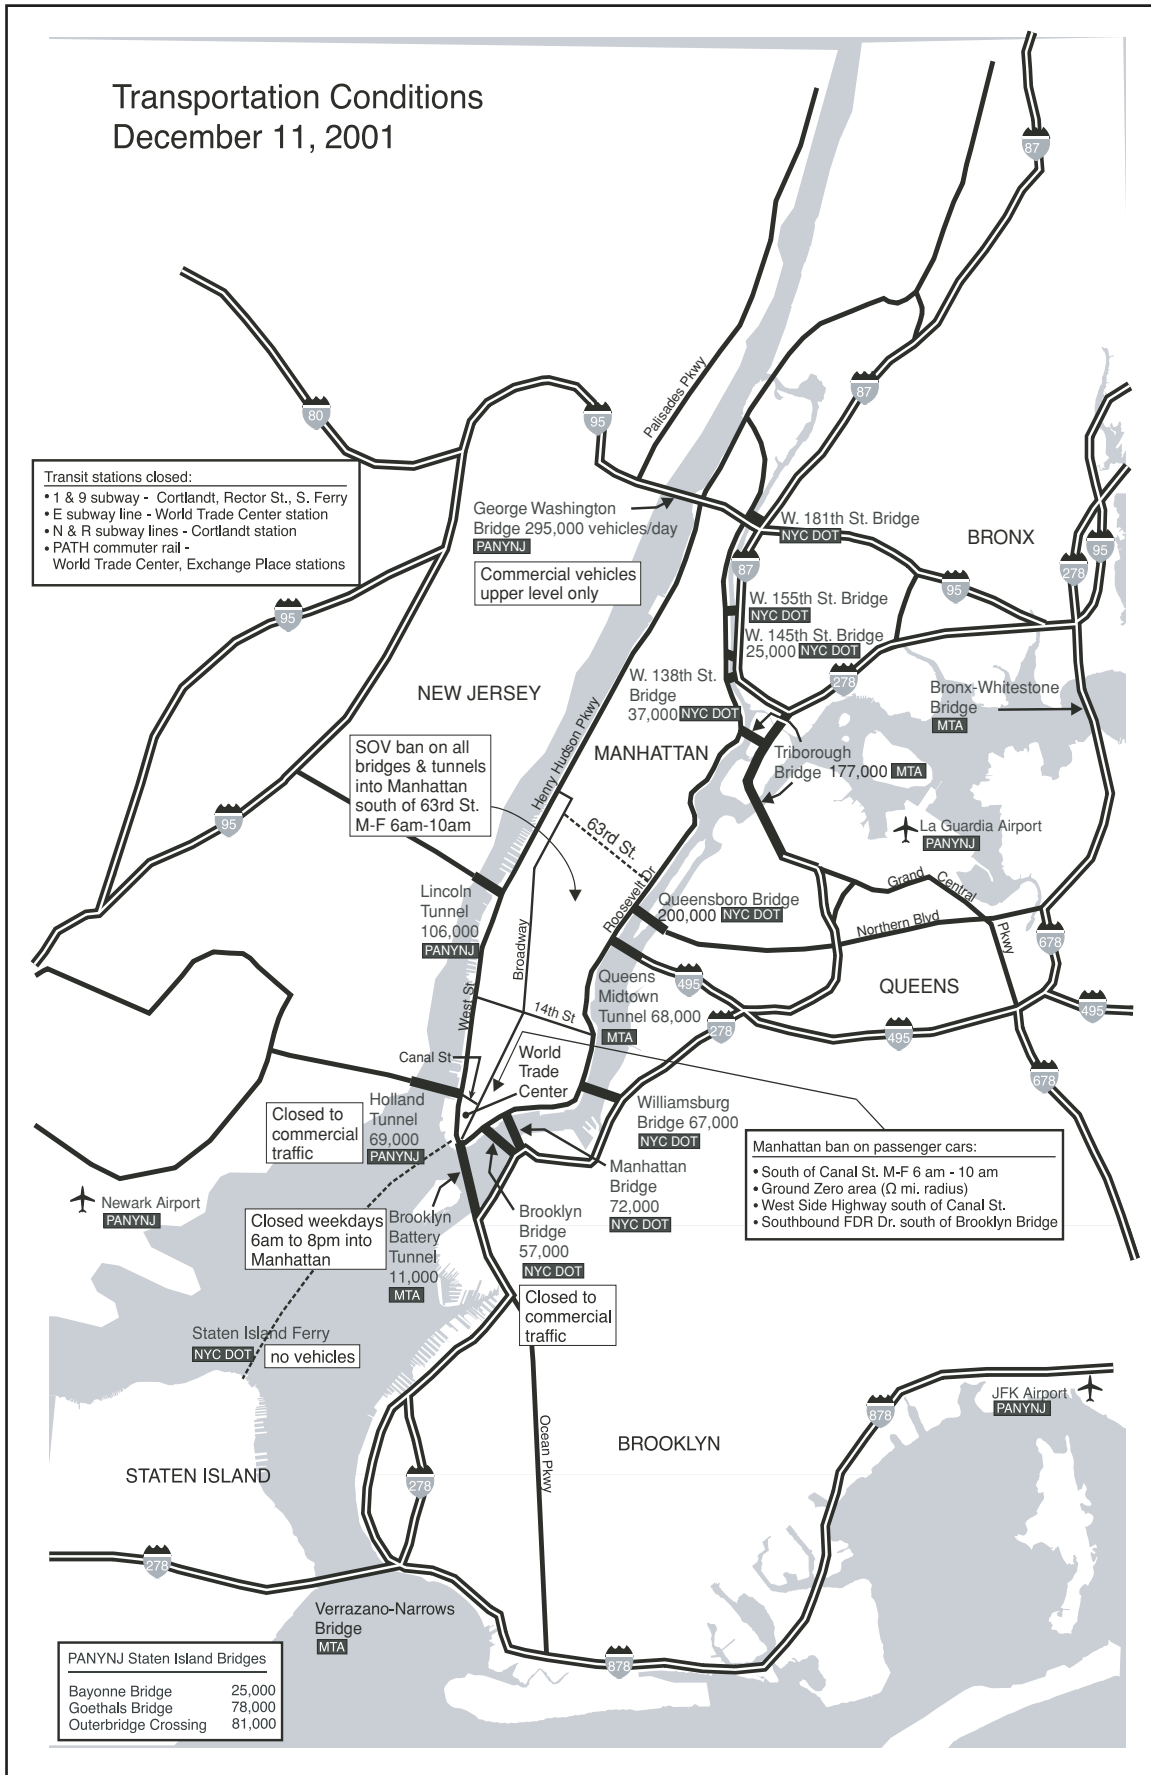 Transportation Conditions
December 11, 2001
87
80
95
Palisades Pkwy
87
Transit stations closed:
• 1 & 9 subway - Cortlandt, Rector St., S. Ferry
• E subway line - World Trade Center station
• N & R subway lines - Cortlandt station
• PATH commuter rail -
World Trade Center, Exchange Place stations
George Washington
Bridge 295,000 vehicles/day
PANYNJ
Commercial vehicles
upper level only
W. 181th St. Bridge
NYC DOT
BRONX
95
278
87
95
95
W. 155th St. Bridge
NYC DOT
W. 145th St. Bridge
25,000 NYC DOT
278
W. 138th St.
Bridge
37,000 NYC DOT
NEW JERSEY
Bronx-Whitestone
Bridge
MTA
Henry Hudson Pkwy
MANHATTAN
Triborough
Bridge 177,000 MTA
SOV ban on all
bridges & tunnels
into Manhattan
south of 63rd St.
M-F 6am-10am
95
63rd St.
La Guardia Airport
PANYNJ
Lincoln
Tunnel
106,000
PANYNJ
Roosevelt Dr
Queensboro Bridge
200,000 NYC DOT
Grand Central
Pkwy
Northern Blvd
678
Broadway
West St
14th St
Queens
Midtown
Tunnel 68,000
MTA
495
278
QUEENS
495
495
678
Canal St
World
Trade
Center
Holland
Tunnel
69,000
PANYNJ
Closed to
commercial
traffic
Williamsburg
Bridge 67,000
NYC DOT
Manhattan ban on passenger cars:
• South of Canal St. M-F 6 am - 10 am
• Ground Zero area (Ω mi. radius)
• West Side Highway south of Canal St.
• Southbound FDR Dr. south of Brooklyn Bridge
Manhattan
Bridge
72,000
NYC DOT
Newark Airport
PANYNJ
Closed weekdays
6am to 8pm into
Manhattan
Brooklyn
Battery
Tunnel
11,000
MTA
Brooklyn
Bridge
57,000
NYC DOT
Closed to
commercial
traffic
Staten Island Ferry
NYC DOT
no vehicles
JFK Airport
PANYNJ
878
Ocean Pkwy
BROOKLYN
STATEN ISLAND
278
278
Verrazano-Narrows
Bridge
MTA
878
PANYNJ Staten Island Bridges
Bayonne Bridge 25,000
Goethals Bridge 78,000
Outerbridge Crossing 81,000